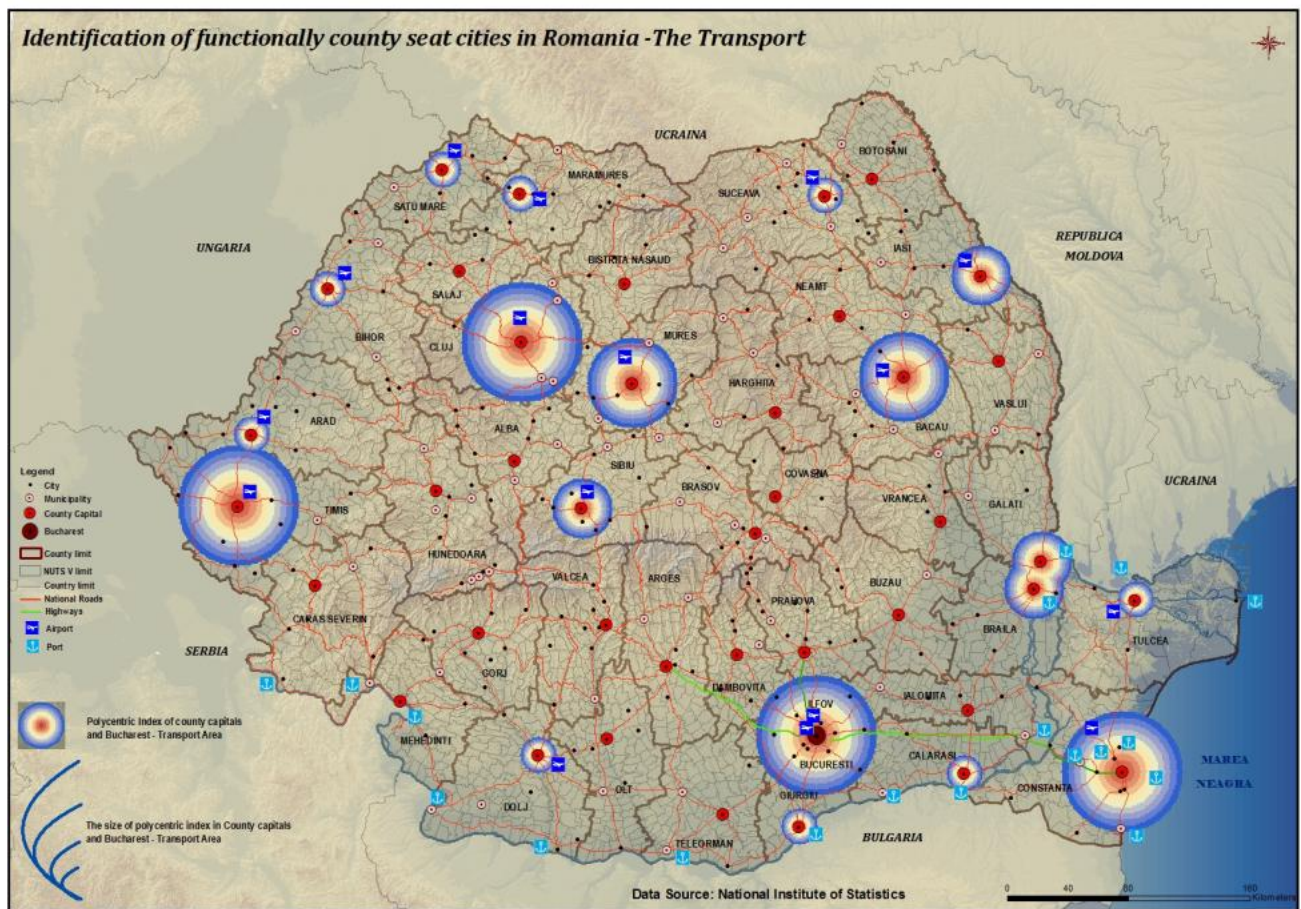 Identification of functionally county seat cities in Romania -The Transport
UCRAINA
BOTOSANI
MARAMURES
SUCEAVA
SATU MARE
UNGARIA
IASI
REPUBLICA
MOLDOVA
BISTRITA NASAUD
NEAMT
SALAJ
BIHOR
MURES
CLUJ
HARGHITA
VASLUI
ARAD
ALBA
BACAU
SIBIU
COVASNA
BRASOV
UCRAINA
VRANCEA
GALATI
TIMIS
Legend
City
Municipality
County Capital
Bucharest
County limit
NUTS V limit
Country limit
National Roads
Highways
Airport
Port
HUNEDOARA
VALCEA
ARGES
BUZAU
PRAHOVA
CARAS SEVERIN
BRAILA
TULCEA
SERBIA
GORJ
DAMBOVITA
IALOMITA
ILFOV
Polycentric Index of county capitals
and Bucharest - Transport Area
MEHEDINTI
BUCURESTI
CALARASI
MAREA
NEAGRA
CONSTANTA
GIURGIU
OLT
DOLJ
The size of polycentric index in County capitals
and Bucharest - Transport Area
TELEORMAN
BULGARIA
Data Source: National Institute of Statistics
0 40 80 160
Kilometers